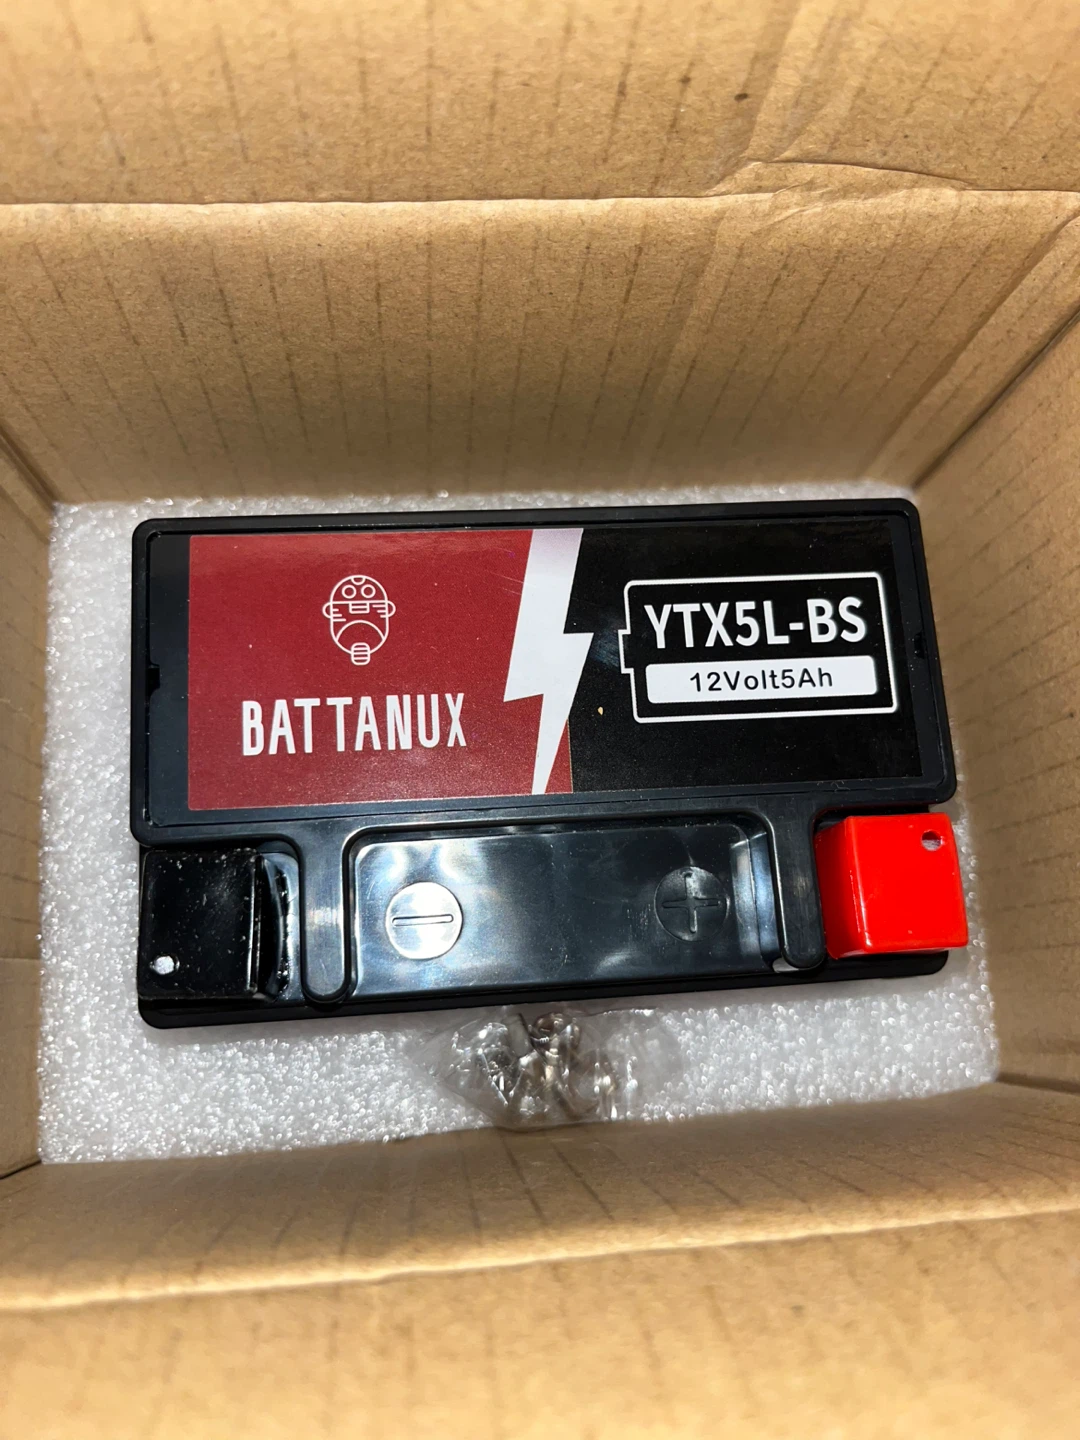 BATTANUX
YTX5L-BS
12Volt5Ah
− +